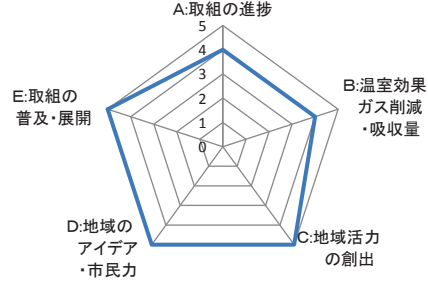 A:取組の進捗
5
4
3
2
1
0
B:温室効果
ガス削減
・吸収量
C:地域活力
の創出
D:地域の
アイデア
・市民力
E:取組の
普及・展開